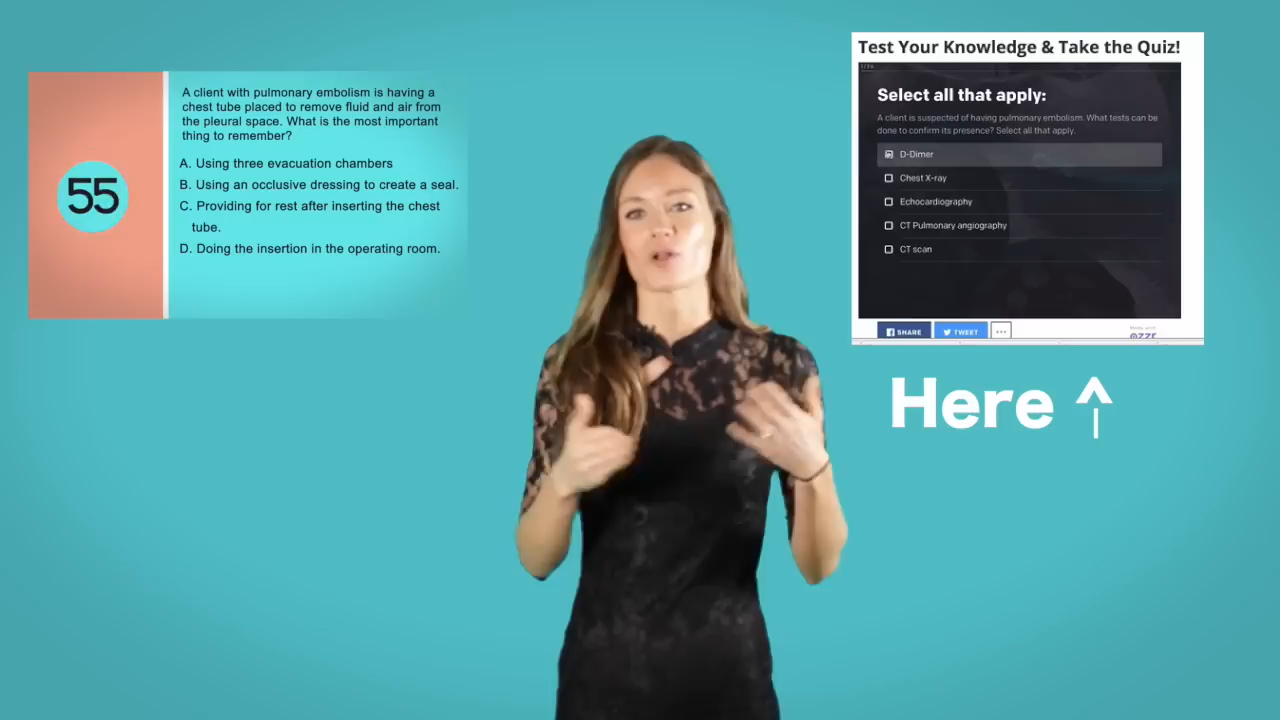 A client with pulmonary embolism is having a
chest tube placed to remove fluid and air from
the pleural space. What is the most important
thing to remember?
A. Using three evacuation chambers
B. Using an occlusive dressing to create a seal.
C. Providing for rest after inserting the chest
tube.
D. Doing the insertion in the operating room.
55
Test Your Knowledge & Take the Quiz!
Select all that apply:
A client is suspected of having pulmonary embolism. What tests can be
done to confirm its presence? Select all that apply.
D-Dimer
Chest X-ray
Echocardiography
CT Pulmonary angiography
CT scan
SHARE
TWEET
Here